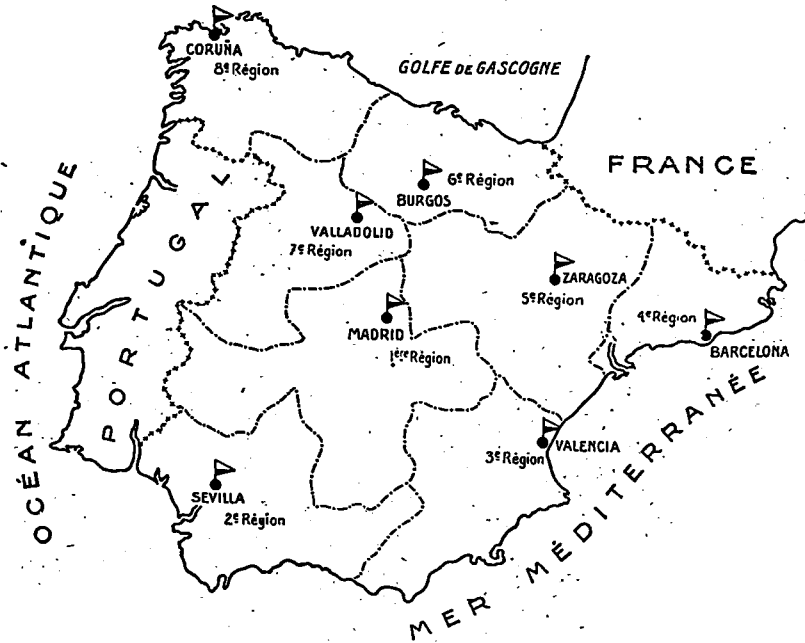 CORUÑA
8e Région
GOLFE DE GASCOGNE
FRANCE
6e Région
BURGOS
VALLADOLID
7e Région
ZARAGOZA
5e Région
MADRID
1ère Région
4e Région
BARCELONA
PORTUGAL
OCÉAN ATLANTIQUE
VALENCIA
3e Région
SEVILLA
2e Région
MER MÉDITERRANÉE